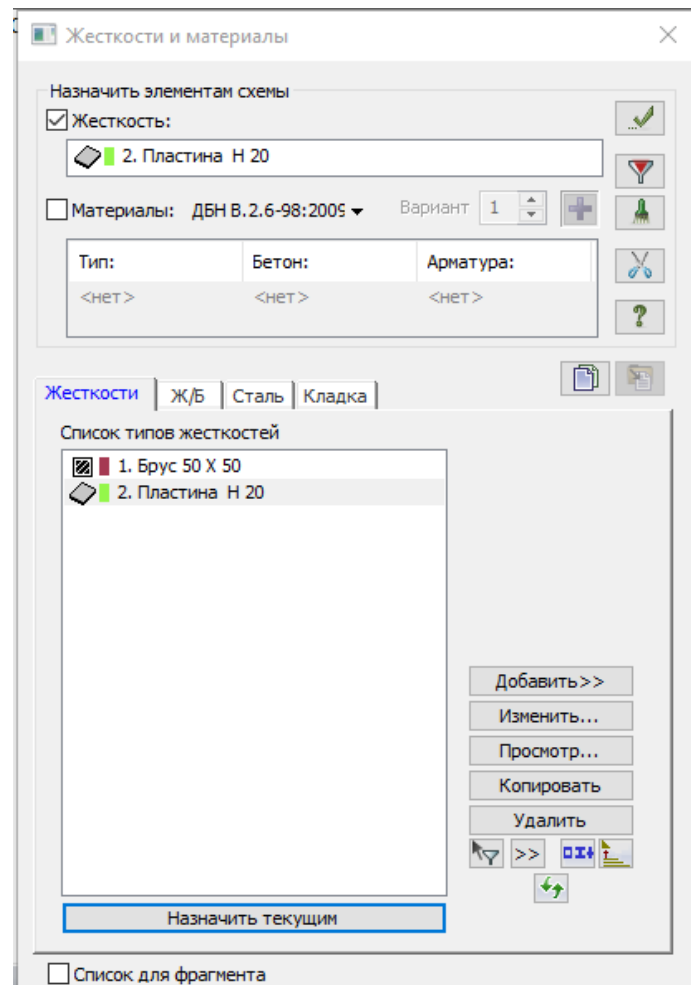 Жесткости и материалы
Назначить элементам схемы
Жесткость:
2. Пластина H 20
Материалы: ДБН В.2.6-98:2009 Вариант 1
Тип: Бетон: Арматура:
<нет> <нет> <нет>
Жесткости Ж/Б Сталь Кладка
Список типов жесткостей
1. Брус 50 X 50
2. Пластина H 20
Добавить>>
Изменить...
Просмотр...
Копировать
Удалить
>>
Назначить текущим
Список для фрагмента